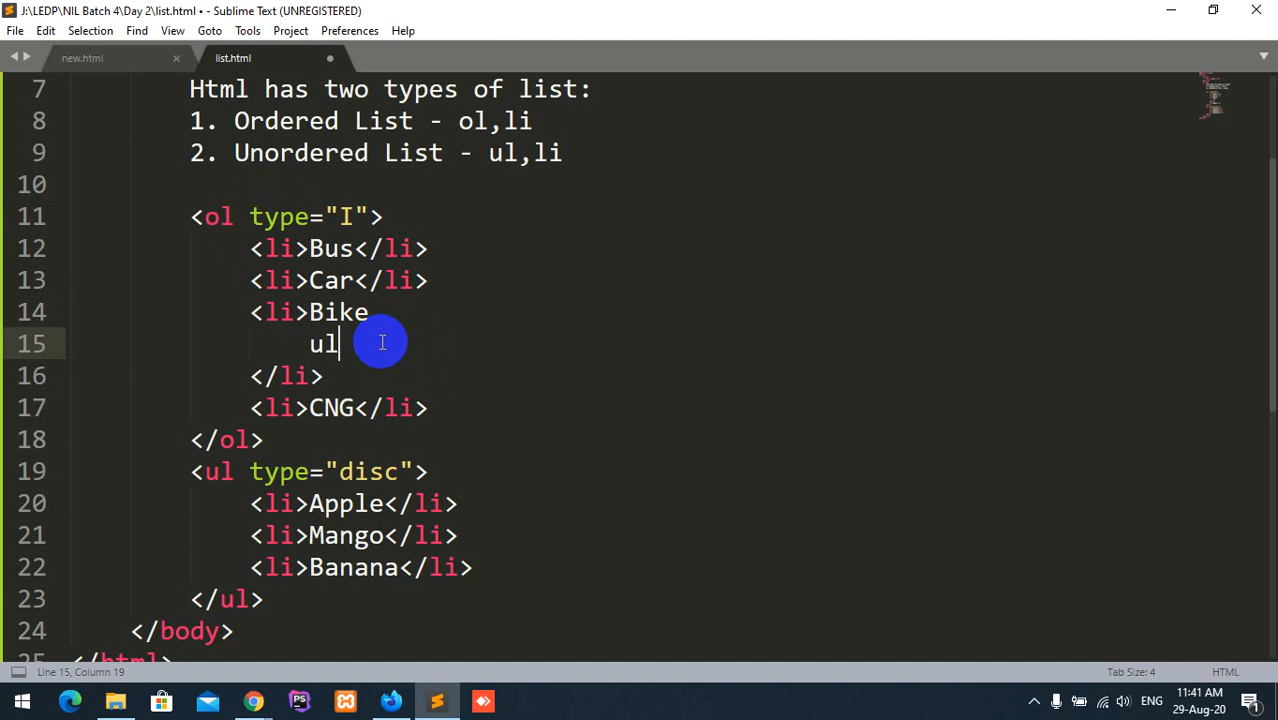 J:\LEDP\NIL Batch 4\Day 2\list.html • - Sublime Text (UNREGISTERED)
File Edit Selection Find View Goto Tools Project Preferences Help
new.html list.html
7 Html has two types of list:
8 1. Ordered List - ol,li
9 2. Unordered List - ul,li
10
11 <ol type="I">
12 <li>Bus</li>
13 <li>Car</li>
14 <li>Bike
15 ul
16 </li>
17 <li>CNG</li>
18 </ol>
19 <ul type="disc">
20 <li>Apple</li>
21 <li>Mango</li>
22 <li>Banana</li>
23 </ul>
24 </body>
25 </html>
Line 15, Column 19 Tab Size: 4 HTML
PS ENG 11:41 AM
29-Aug-20